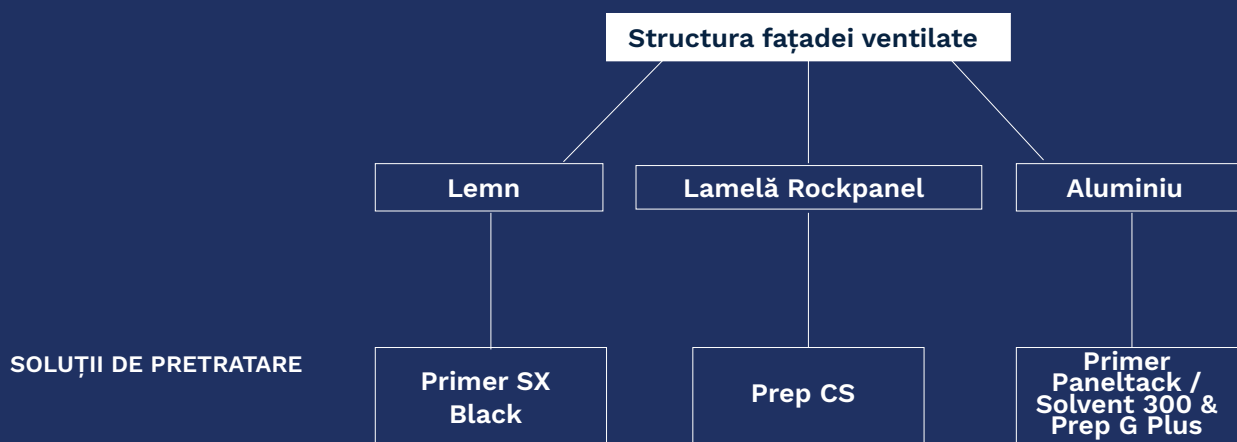 Structura fațadei ventilate
Lemn
Lamelă Rockpanel
Aluminiu
SOLUȚII DE PRETRATARE
Primer SX
Black
Prep CS
Primer
Paneltack /
Solvent 300 &
Prep G Plus